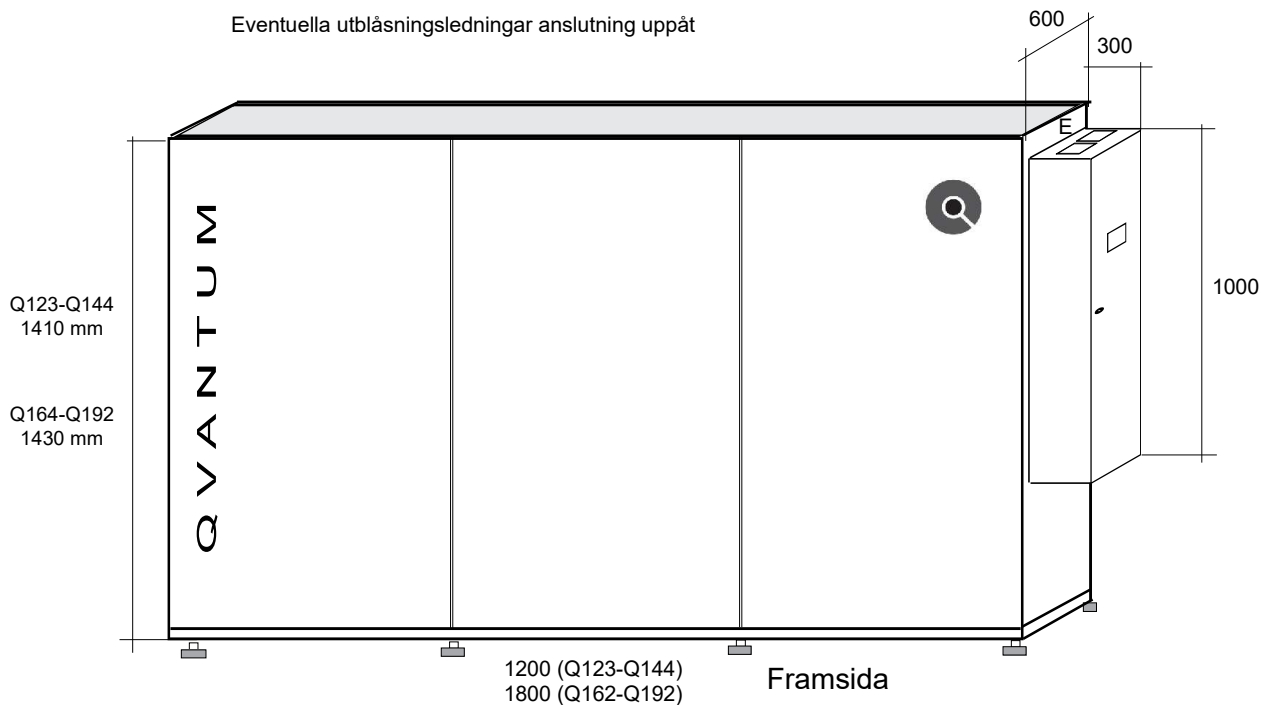 Eventuella utblåsningsledningar anslutning uppåt
600
300
E
QVANTUM
Q123-Q144
1410 mm
1000
Q164-Q192
1430 mm
1200 (Q123-Q144)
1800 (Q162-Q192)
Framsida